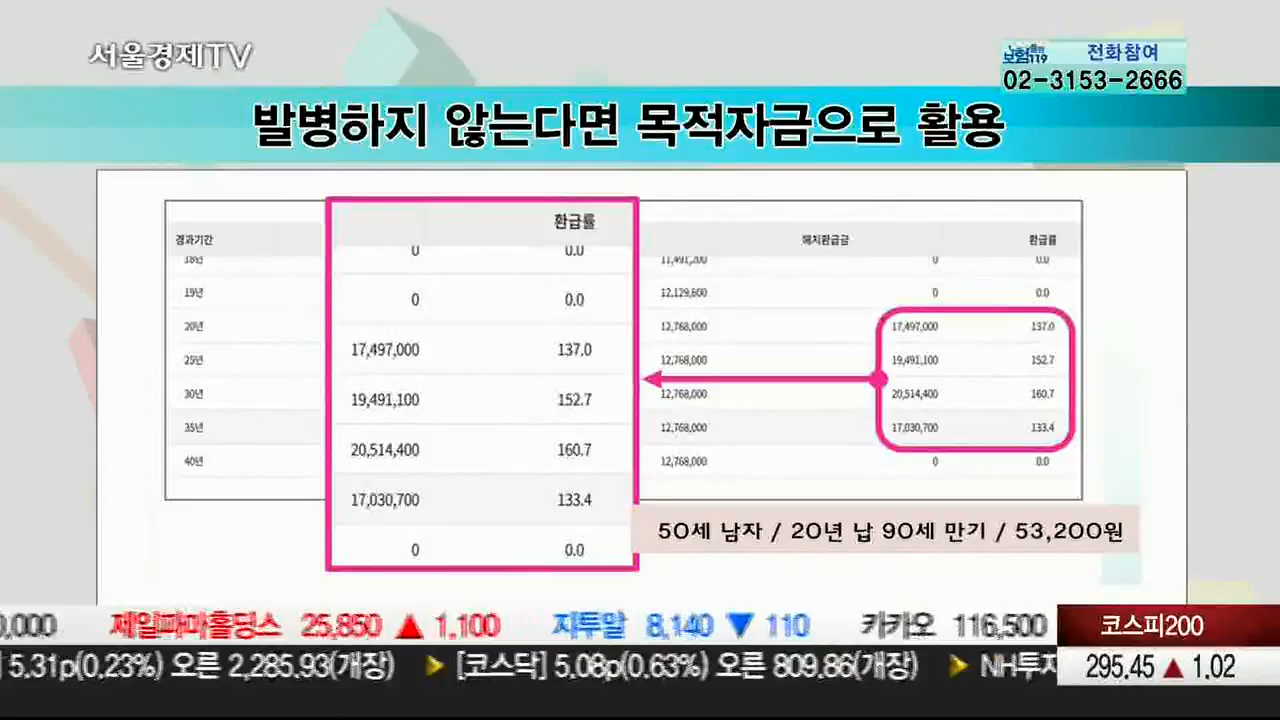 서울경제TV
보험119
전화참여
02-3153-2666
발병하지 않는다면 목적자금으로 활용
경과기간 환급률 해지환급금 환급률
18년 0 0.0 11,491,200 0 0.0
19년 0 0.0 12,129,600 0 0.0
20년 17,497,000 137.0 12,768,000 17,497,000 137.0
25년 19,491,100 152.7 12,768,000 19,491,100 152.7
30년 20,514,400 160.7 12,768,000 20,514,400 160.7
35년 17,030,700 133.4 12,768,000 17,030,700 133.4
40년 0 0.0 12,768,000 0 0.0
50세 남자 / 20년 납 90세 만기 / 53,200원
0,000 제일파마홀딩스 25,850 ▲ 1,100 지투알 8,140 ▼ 110 카카오 116,500
코스피200
5.31p(0.23%) 오른 2,285.93(개장) [코스닥] 5.08p(0.63%) 오른 809.86(개장) NH투자
295.45 ▲ 1.02